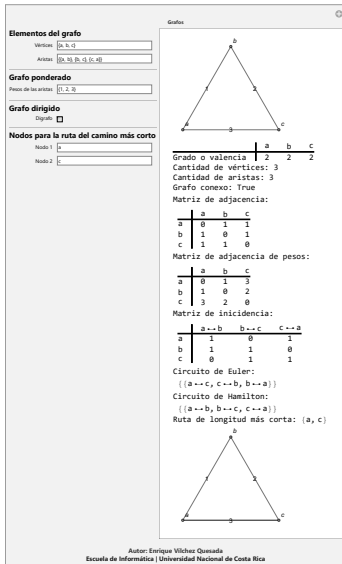 Grafos
Elementos del grafo
Vértices {a, b, c}
Aristas {{a, b}, {b, c}, {c, a}}
Grafo ponderado
Pesos de las aristas {1, 2, 3}
Grafo dirigido
Digrafo
Nodos para la ruta del camino más corto
Nodo 1 a
Nodo 2 c
b
1 2
a c
3
a b c
Grado o valencia 2 2 2
Cantidad de vértices: 3
Cantidad de aristas: 3
Grafo conexo: True
Matriz de adjacencia:
a b c
a 0 1 1
b 1 0 1
c 1 1 0
Matriz de adjacencia de pesos:
a b c
a 0 1 3
b 1 0 2
c 3 2 0
Matriz de inicidencia:
a↔b b↔c c↔a
a 1 0 1
b 1 1 0
c 0 1 1
Circuito de Euler:
{{a↔c, c↔b, b↔a}}
Circuito de Hamilton:
{{a↔b, b↔c, c↔a}}
Ruta de longitud más corta: {a, c}
b
1 2
a c
3
Autor: Enrique Vilchez Quesada
Escuela de Informática | Universidad Nacional de Costa Rica